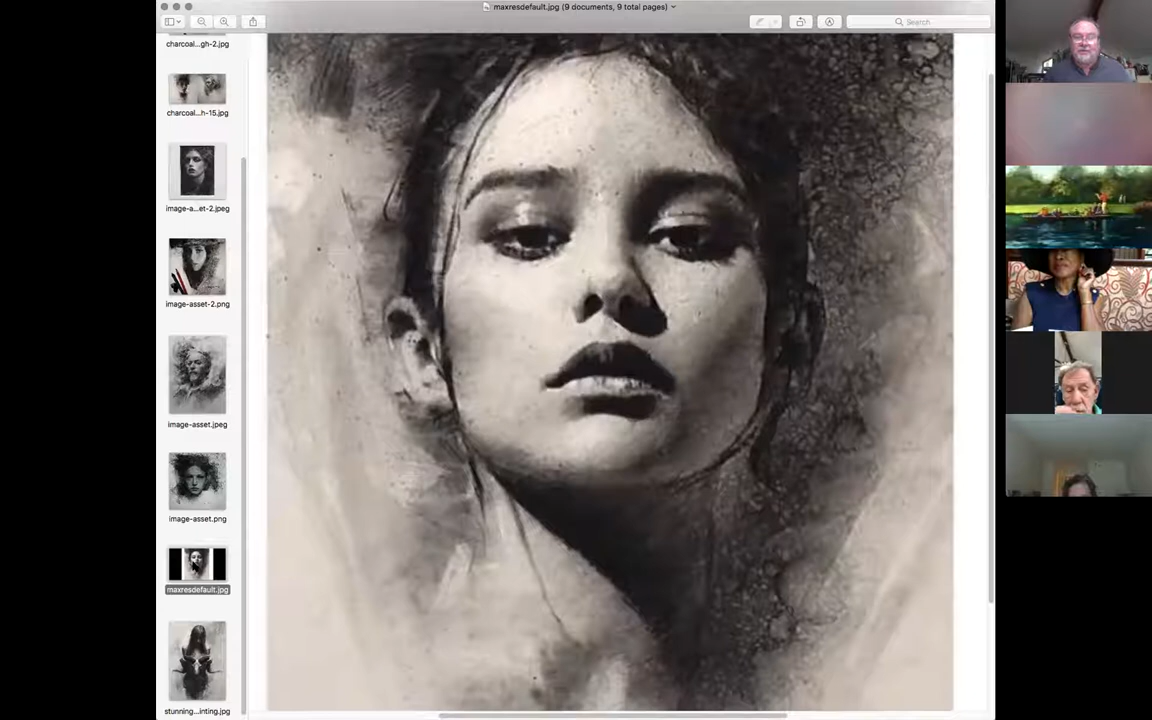 maxresdefault.jpg (9 documents, 9 total pages)
Search
charcoal...gh-2.jpg
charcoal...h-15.jpg
image-a...et-2.jpeg
image-asset-2.png
image-asset.jpeg
image-asset.png
maxresdefault.jpg
stunning...inting.jpg